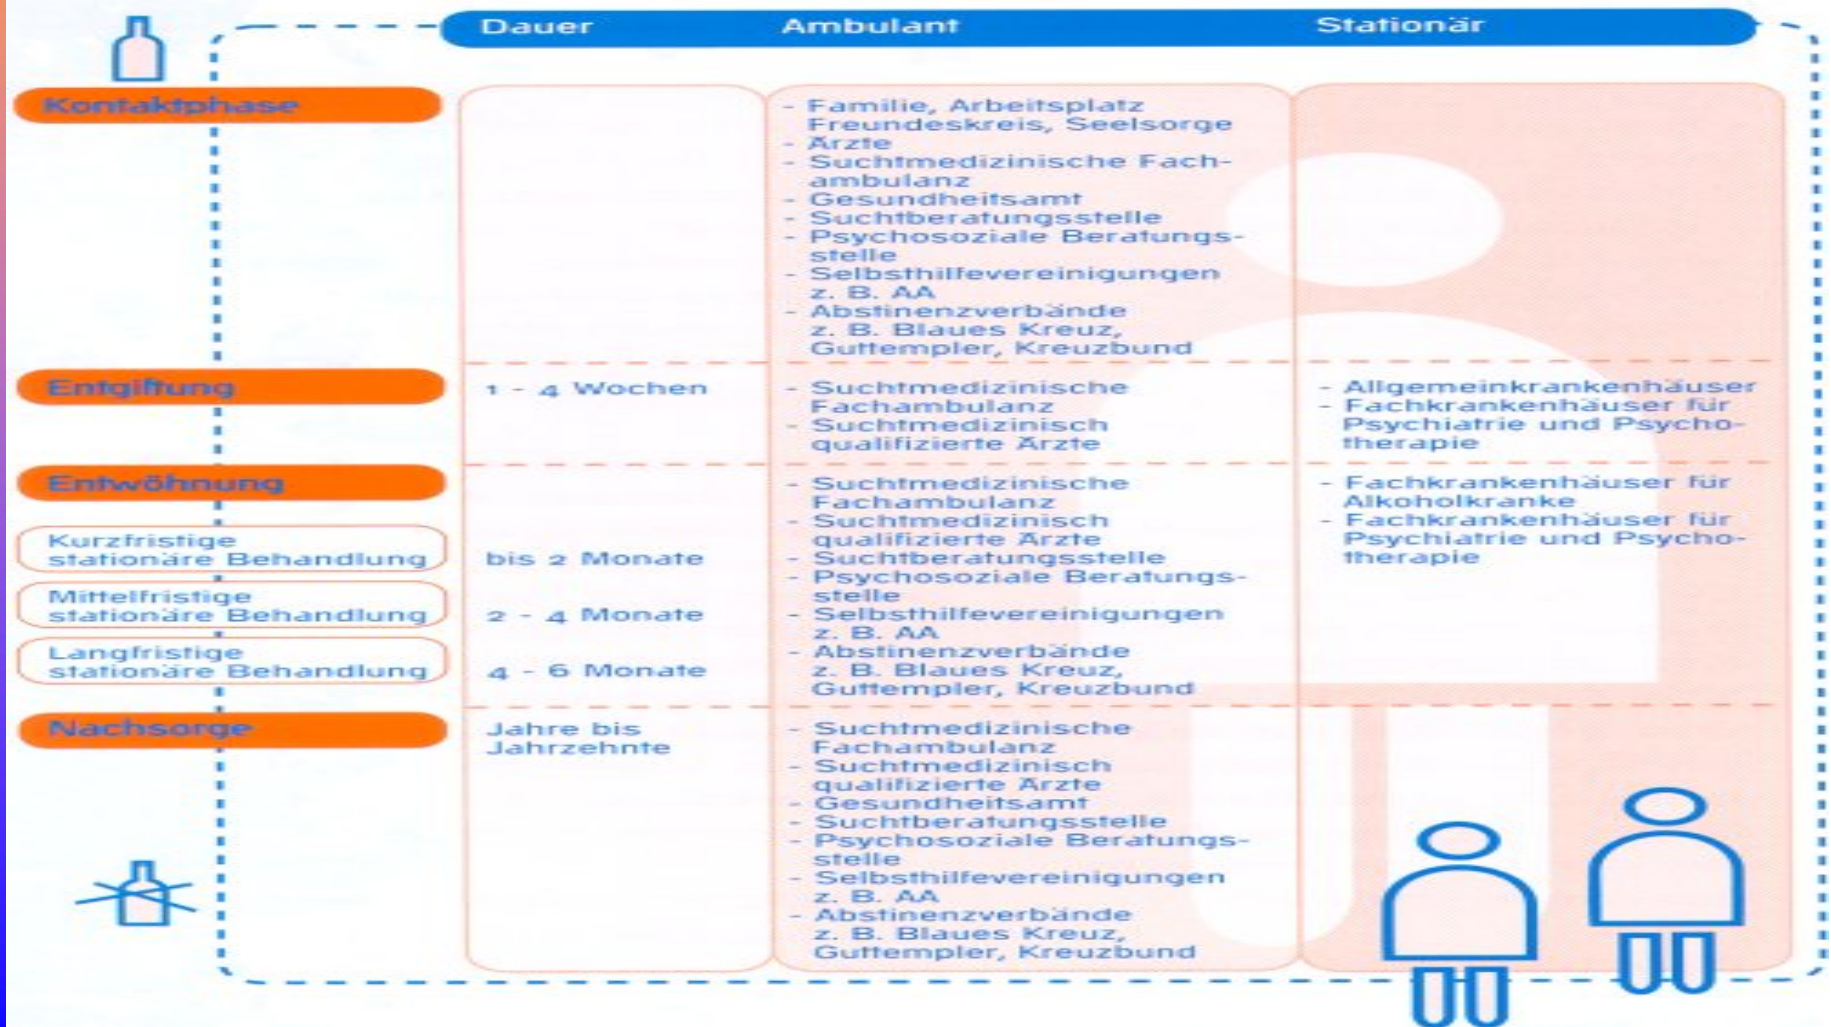 Dauer Ambulant Stationär
Kontaktphase
- Familie, Arbeitsplatz
Freundeskreis, Seelsorge
- Ärzte
- Suchtmedizinische Fach-
ambulanz
- Gesundheitsamt
- Suchtberatungsstelle
- Psychosoziale Beratungs-
stelle
- Selbsthilfevereinigungen
z. B. AA
- Abstinenzverbände
z. B. Blaues Kreuz,
Guttempler, Kreuzbund
Entgiftung
1 - 4 Wochen
- Suchtmedizinische
Fachambulanz
- Suchtmedizinisch
qualifizierte Ärzte
- Allgemeinkrankenhäuser
- Fachkrankenhäuser für
Psychiatrie und Psycho-
therapie
Entwöhnung
Kurzfristige
stationäre Behandlung
bis 2 Monate
Mittelfristige
stationäre Behandlung
2 - 4 Monate
Langfristige
stationäre Behandlung
4 - 6 Monate
- Suchtmedizinische
Fachambulanz
- Suchtmedizinisch
qualifizierte Ärzte
- Suchtberatungsstelle
- Psychosoziale Beratungs-
stelle
- Selbsthilfevereinigungen
z. B. AA
- Abstinenzverbände
z. B. Blaues Kreuz,
Guttempler, Kreuzbund
- Fachkrankenhäuser für
Alkoholkranke
- Fachkrankenhäuser für
Psychiatrie und Psycho-
therapie
Nachsorge
Jahre bis
Jahrzehnte
- Suchtmedizinische
Fachambulanz
- Suchtmedizinisch
qualifizierte Ärzte
- Gesundheitsamt
- Suchtberatungsstelle
- Psychosoziale Beratungs-
stelle
- Selbsthilfevereinigungen
z. B. AA
- Abstinenzverbände
z. B. Blaues Kreuz,
Guttempler, Kreuzbund